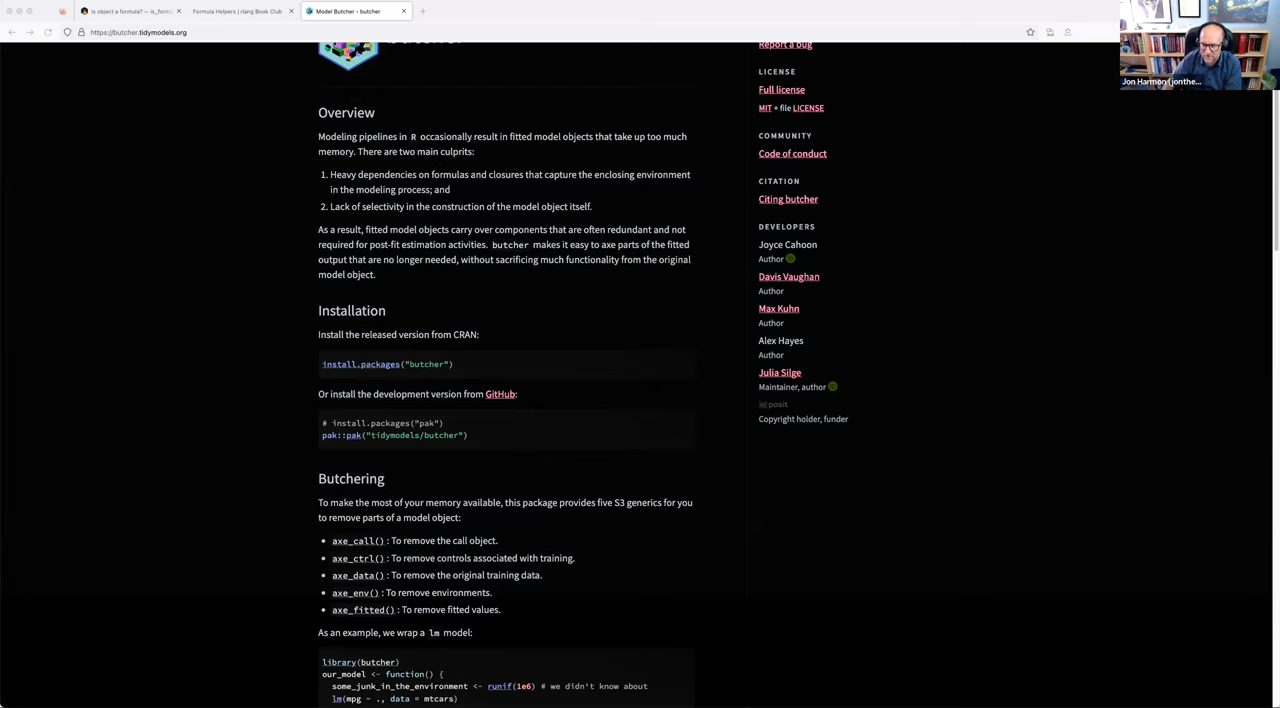 is object a formula? — is_formu
Formula Helpers | rlang Book Club
Model Butcher • butcher
https://butcher.tidymodels.org
Jon Harmon (jonthe...
Overview
Modeling pipelines in R occasionally result in fitted model objects that take up too much
memory. There are two main culprits:
1. Heavy dependencies on formulas and closures that capture the enclosing environment
in the modeling process; and
2. Lack of selectivity in the construction of the model object itself.
As a result, fitted model objects carry over components that are often redundant and not
required for post-fit estimation activities. butcher makes it easy to axe parts of the fitted
output that are no longer needed, without sacrificing much functionality from the original
model object.
Installation
Install the released version from CRAN:
install.packages("butcher")
Or install the development version from GitHub:
# install.packages("pak")
pak::pak("tidymodels/butcher")
Butchering
To make the most of your memory available, this package provides five S3 generics for you
to remove parts of a model object:
• axe_call() : To remove the call object.
• axe_ctrl() : To remove controls associated with training.
• axe_data() : To remove the original training data.
• axe_env() : To remove environments.
• axe_fitted() : To remove fitted values.
As an example, we wrap a lm model:
library(butcher)
our_model <- function() {
some_junk_in_the_environment <- runif(1e6) # we didn't know about
lm(mpg ~ ., data = mtcars)
Report a bug
LICENSE
Full license
MIT + file LICENSE
COMMUNITY
Code of conduct
CITATION
Citing butcher
DEVELOPERS
Joyce Cahoon
Author
Davis Vaughan
Author
Max Kuhn
Author
Alex Hayes
Author
Julia Silge
Maintainer, author
posit
Copyright holder, funder